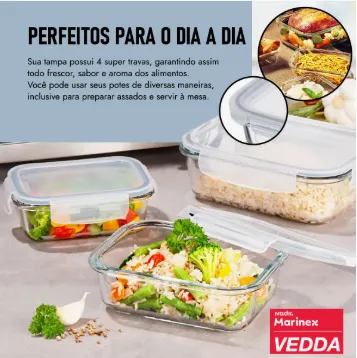 PERFEITOS PARA O DIA A DIA
Sua tampa possui 4 super travas, garantindo assim
todo frescor, sabor e aroma dos alimentos.
Você pode usar seus potes de diversas maneiras,
inclusive para preparar assados e servir à mesa.
Marinex
VEDDA